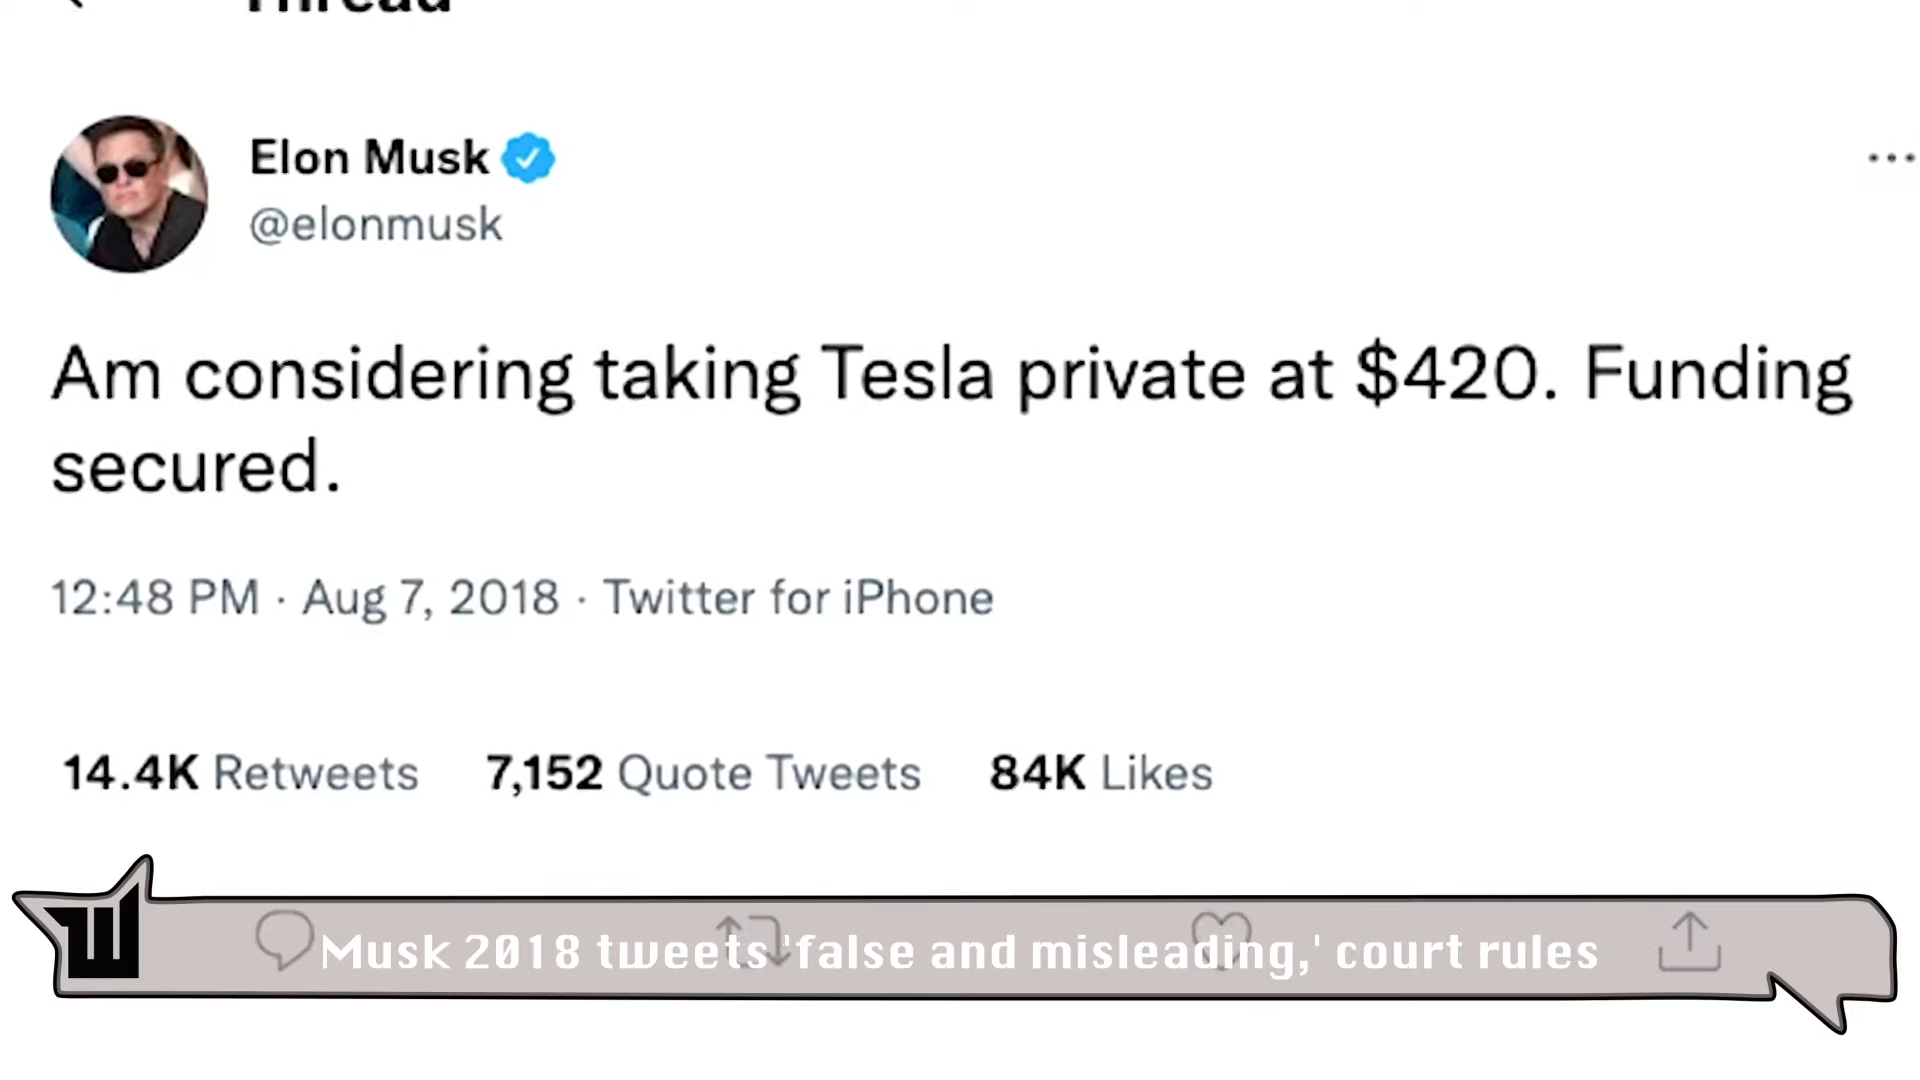 Thread
Elon Musk
@elonmusk
Am considering taking Tesla private at $420. Funding
secured.
12:48 PM · Aug 7, 2018 · Twitter for iPhone
14.4K Retweets 7,152 Quote Tweets 84K Likes
Musk 2018 tweets 'false and misleading,' court rules